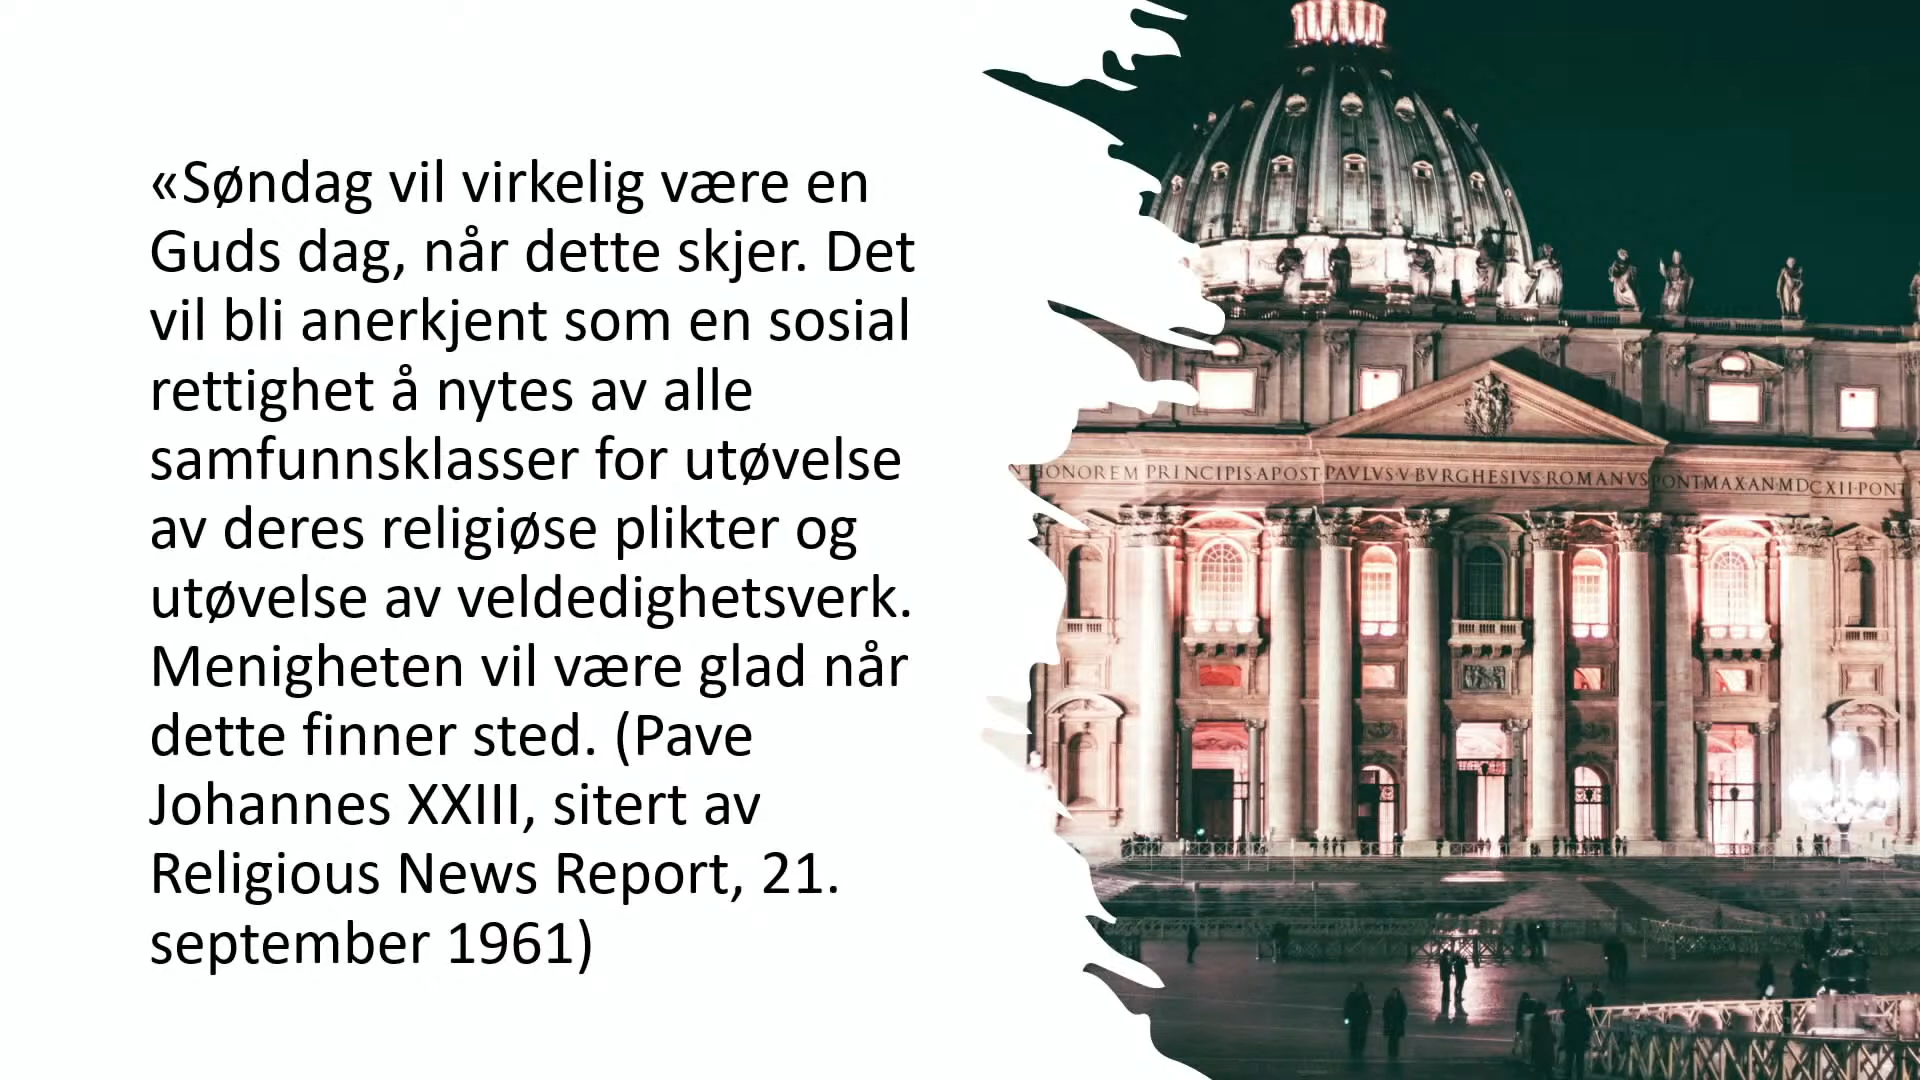 «Søndag vil virkelig være en
Guds dag, når dette skjer. Det
vil bli anerkjent som en sosial
rettighet å nytes av alle
samfunnsklasser for utøvelse
av deres religiøse plikter og
utøvelse av veldedighetsverk.
Menigheten vil være glad når
dette finner sted. (Pave
Johannes XXIII, sitert av
Religious News Report, 21.
september 1961)
N HONOREM PRINCIPIS·APOST PAVLVS·V·BVRGHESIVS·ROMANVS PONT·MAX·AN·MDCXII·PONT